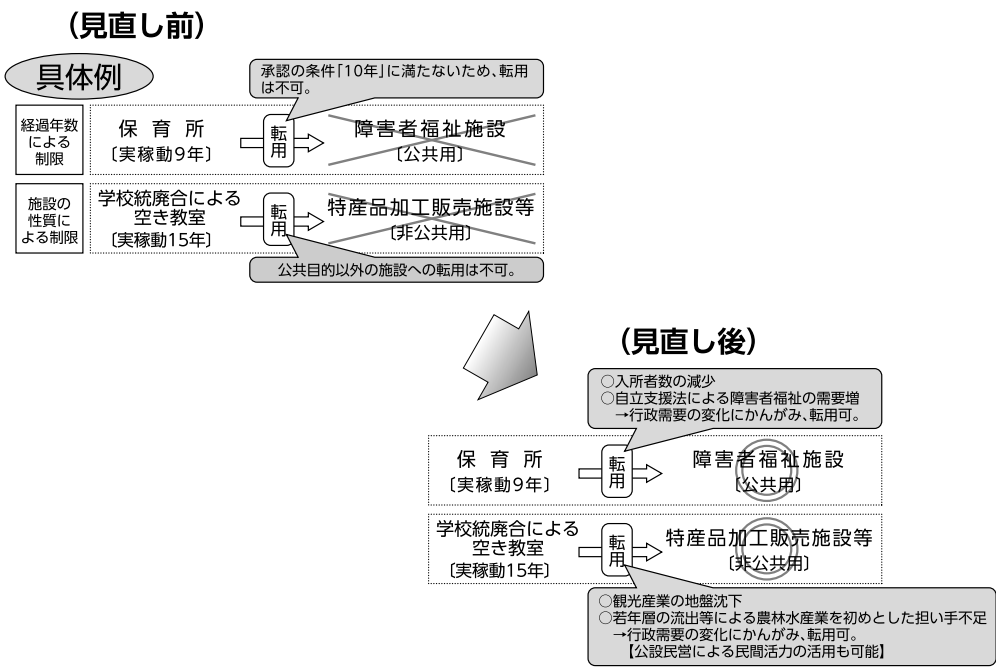 （見直し前）
具体例
承認の条件「10年」に満たないため、転用
は不可。
経過年数
による
制限
保育所
〔実稼動9年〕
転用
障害者福祉施設
〔公共用〕
施設の
性質に
よる制限
学校統廃合による
空き教室
〔実稼動15年〕
転用
特産品加工販売施設等
〔非公共用〕
公共目的以外の施設への転用は不可。
（見直し後）
○入所者数の減少
○自立支援法による障害者福祉の需要増
→行政需要の変化にかんがみ、転用可。
保育所
〔実稼動9年〕
転用
障害者福祉施設
〔公共用〕
学校統廃合による
空き教室
〔実稼動15年〕
転用
特産品加工販売施設等
〔非公共用〕
○観光産業の地盤沈下
○若年層の流出等による農林水産業を初めとした担い手不足
→行政需要の変化にかんがみ、転用可。
【公設民営による民間活力の活用も可能】